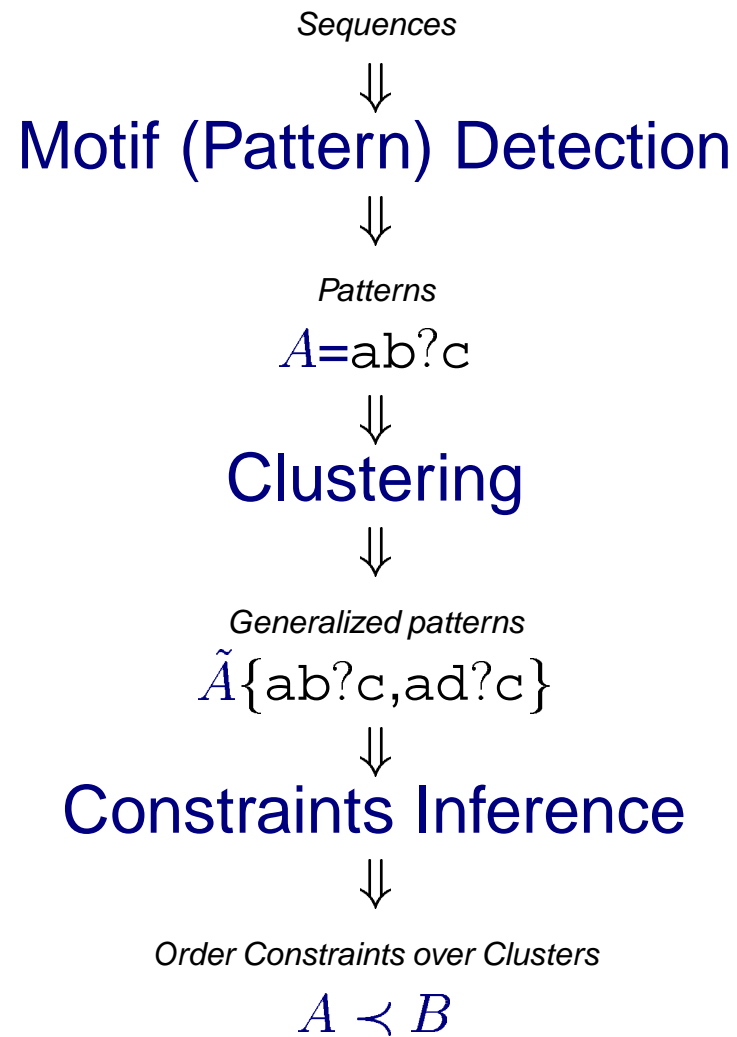 Sequences
⇓
Motif (Pattern) Detection
⇓
Patterns
A=ab?c
⇓
Clustering
⇓
Generalized patterns
Ã{ab?c,ad?c}
⇓
Constraints Inference
⇓
Order Constraints over Clusters
A ≺ B